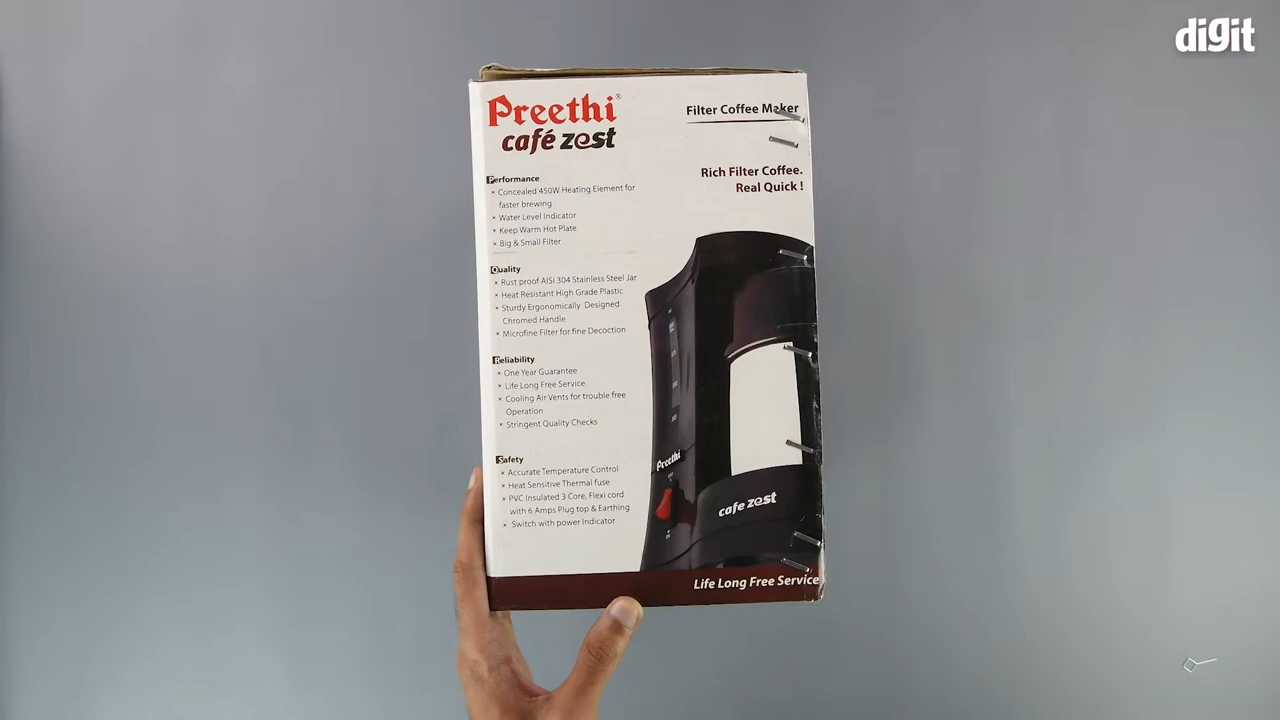 digit
Preethi®
café zest
Filter Coffee Maker
Rich Filter Coffee.
Real Quick !
Performance
Concealed 450W Heating Element for
faster brewing
Water Level Indicator
Keep Warm Hot Plate
Big & Small Filter
Quality
Rust proof AISI 304 Stainless Steel Jar
Heat Resistant High Grade Plastic
Sturdy Ergonomically Designed
Chromed Handle
Microfine Filter for fine Decoction
Reliability
One Year Guarantee
Life Long Free Service
Cooling Air Vents for trouble free
Operation
Stringent Quality Checks
Safety
Accurate Temperature Control
Heat Sensitive Thermal fuse
PVC Insulated 3 Core, Flexi cord
with 6 Amps Plug top & Earthing
Switch with power Indicator
Preethi
cafe zest
Life Long Free Service